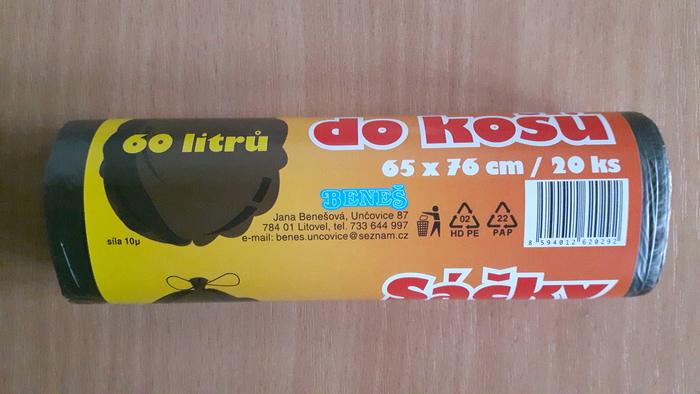 60 litrů
do košů
65 x 76 cm / 20 ks
BENEŠ
Jana Benešová, Unčovice 87
784 01 Litovel, tel. 733 644 997
e-mail: benes.uncovice@seznam.cz
síla 10µ
02
HD PE
22
PAP
8 594012 620292
Sáčky